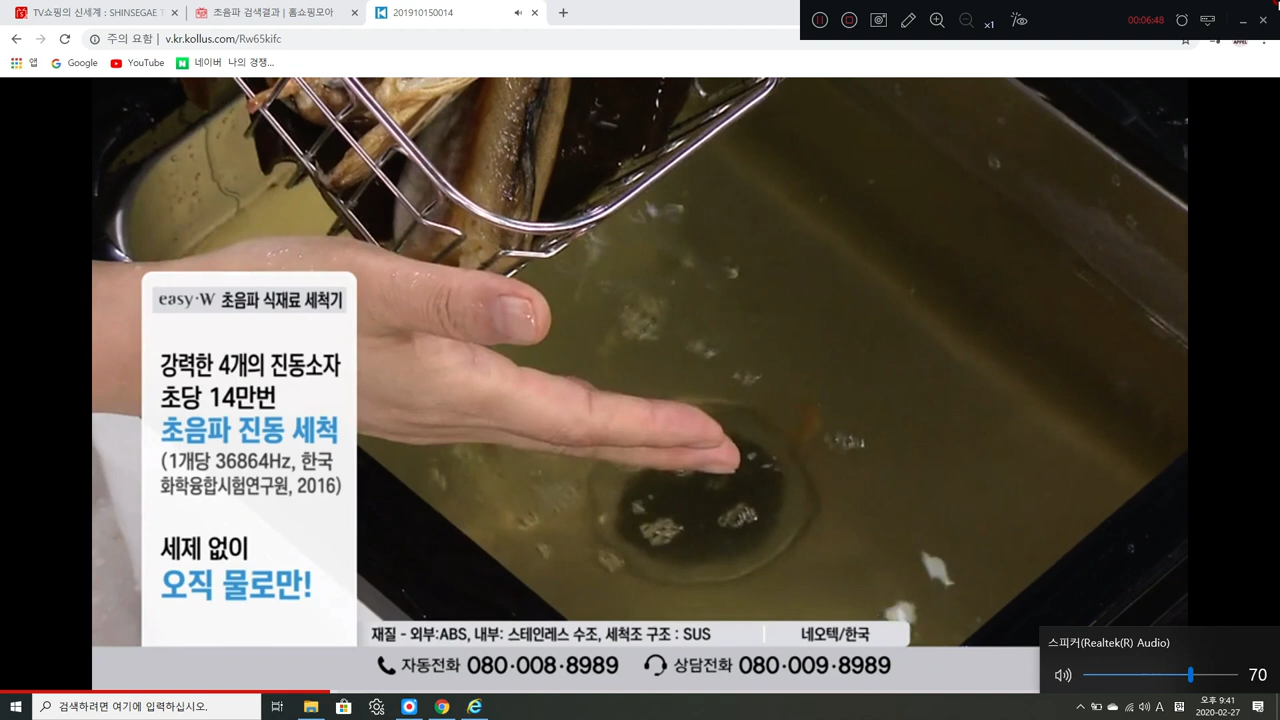 TV쇼핑의 신세계 : SHINSEGAE T
초음파 검색결과 | 홈쇼핑모아
201910150014
x1
00:06:48
주의 요함 | v.kr.kollus.com/Rw65kifc
앱 Google YouTube 네이버 나의 경쟁...
easy·W 초음파 식재료 세척기
강력한 4개의 진동소자
초당 14만번
초음파 진동 세척
(1개당 36864Hz, 한국
화학융합시험연구원, 2016)
세제 없이
오직 물로만!
재질 - 외부:ABS, 내부: 스테인레스 수조, 세척조 구조 : SUS 네오텍/한국
자동전화 080·008·8989 상담전화 080·009·8989
스피커(Realtek(R) Audio)
70
검색하려면 여기에 입력하십시오.
A 한 오후 9:41
2020-02-27